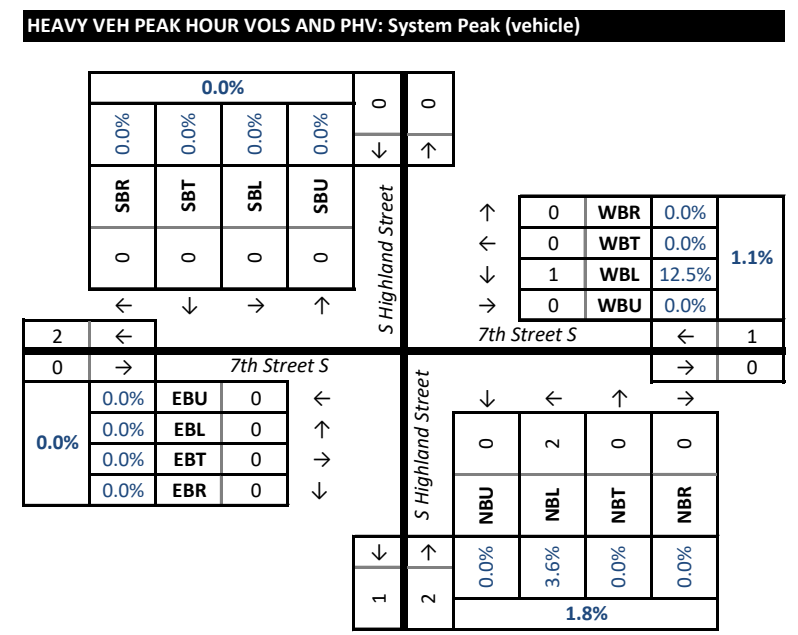 HEAVY VEH PEAK HOUR VOLS AND PHV: System Peak (vehicle)
0.0%
0 0
0.0% 0.0% 0.0% 0.0%
↓ ↑
SBR SBT SBL SBU
0 0 0 0
← ↓ → ↑
S Highland Street
↑ 0 WBR 0.0%
← 0 WBT 0.0%
↓ 1 WBL 12.5%
→ 0 WBU 0.0%
1.1%
2 ←
7th Street S
← 1
0 →
7th Street S
→ 0
0.0%
0.0% EBU 0 ←
0.0% EBL 0 ↑
0.0% EBT 0 →
0.0% EBR 0 ↓
S Highland Street
↓ ← ↑ →
0 2 0 0
NBU NBL NBT NBR
↓ ↑
0.0% 3.6% 0.0% 0.0%
1 2
1.8%